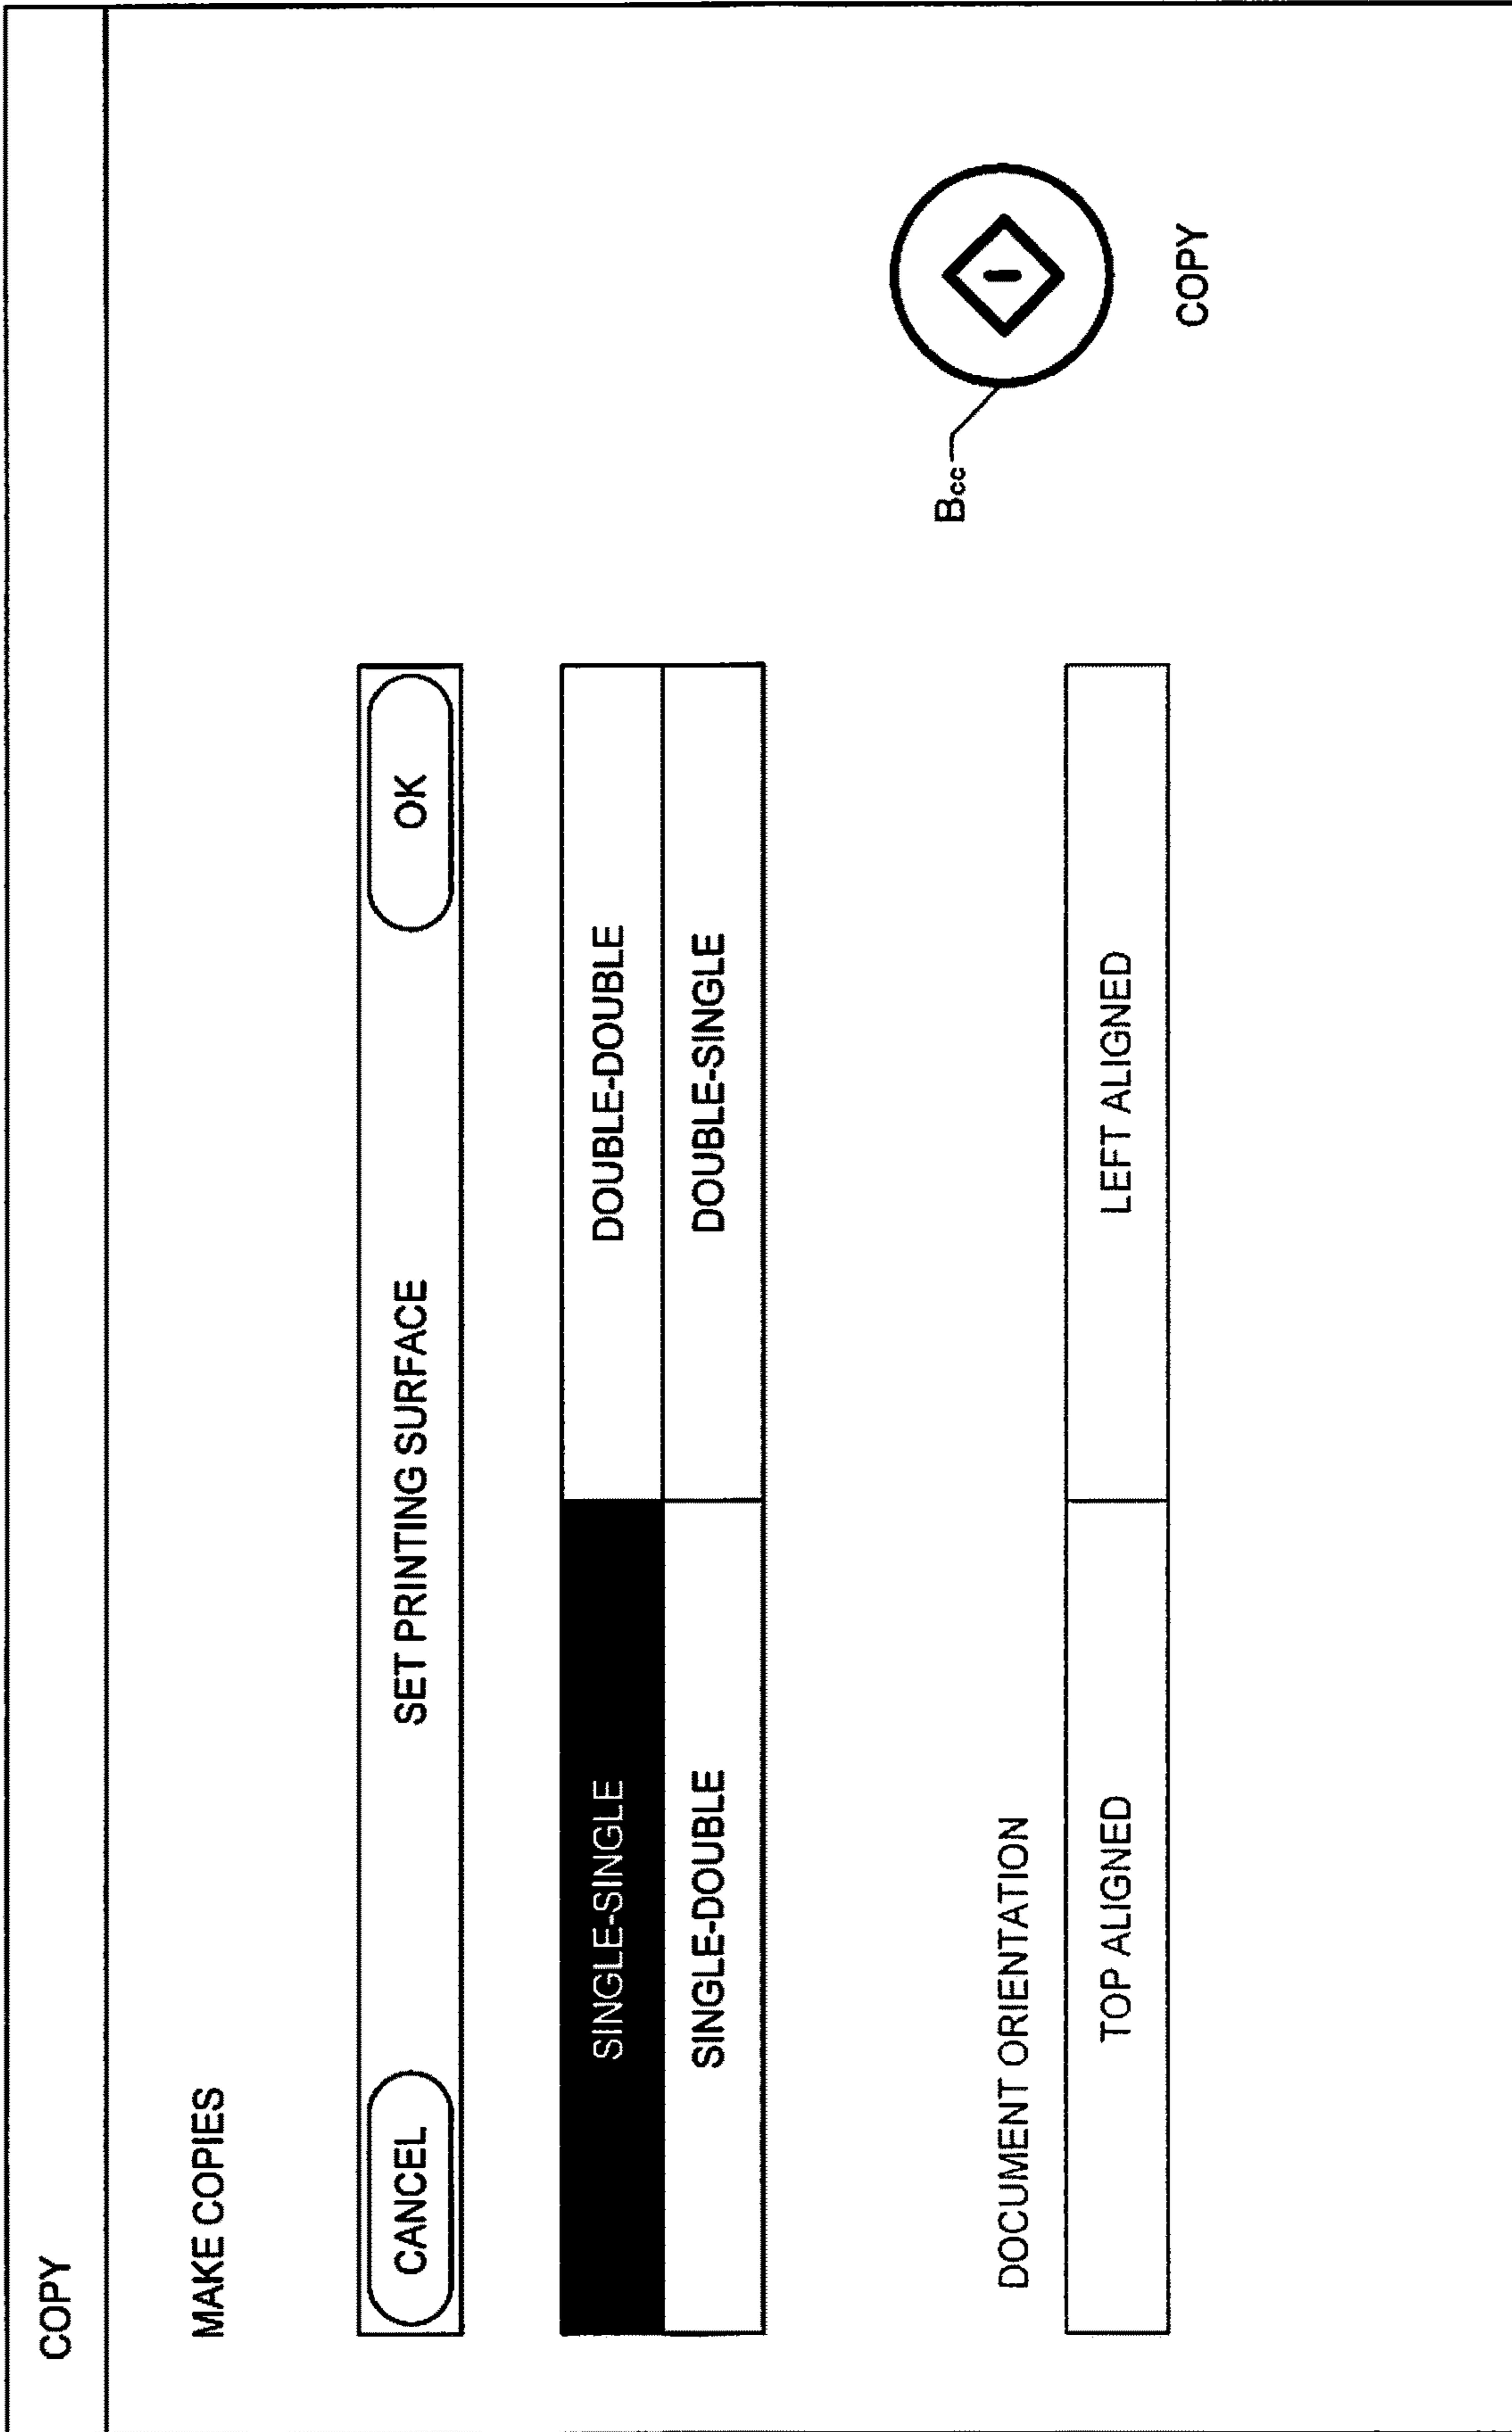 COPY
MAKE COPIES
CANCEL SET PRINTING SURFACE OK
SINGLE-SINGLE DOUBLE-DOUBLE
SINGLE-DOUBLE DOUBLE-SINGLE
Bcc
DOCUMENT ORIENTATION
TOP ALIGNED LEFT ALIGNED
COPY